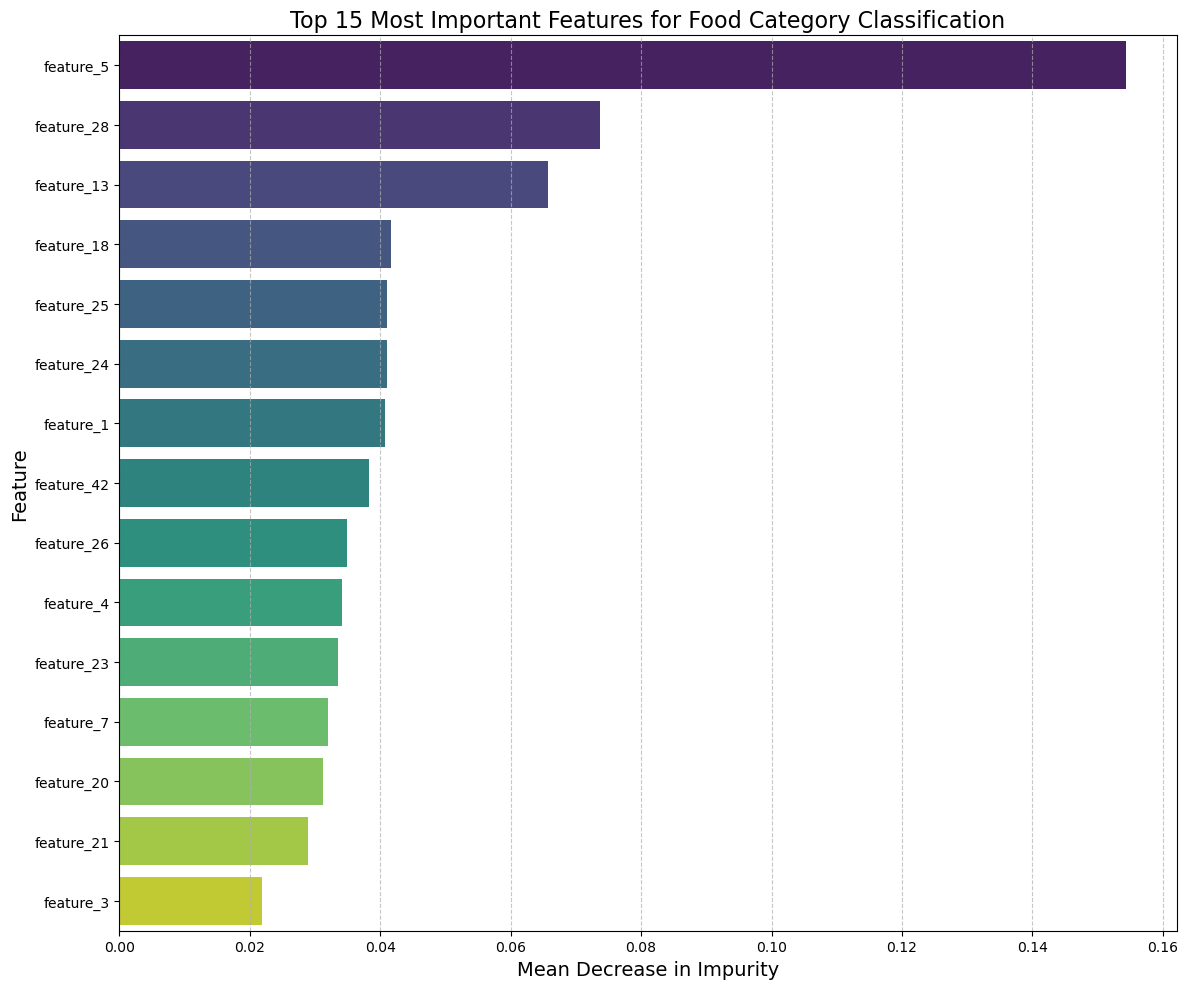 Top 15 Most Important Features for Food Category Classification
feature_5
feature_28
feature_13
feature_18
feature_25
feature_24
feature_1
feature_42
feature_26
feature_4
feature_23
feature_7
feature_20
feature_21
feature_3
Feature
0.00 0.02 0.04 0.06 0.08 0.10 0.12 0.14 0.16
Mean Decrease in Impurity